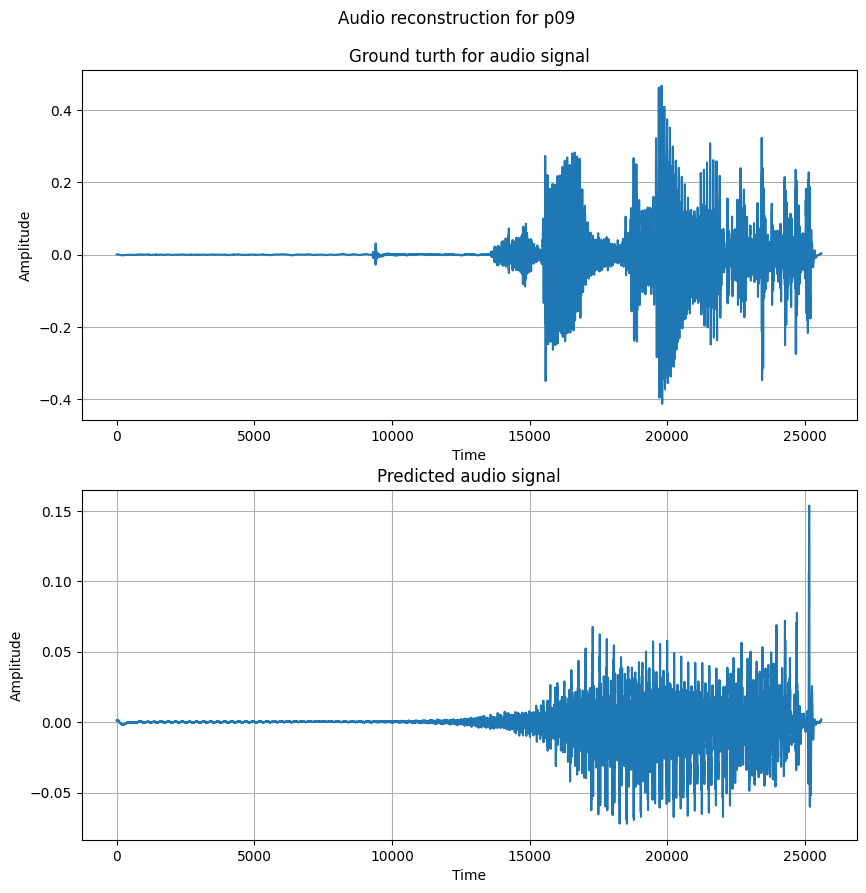 Audio reconstruction for p09
Ground turth for audio signal
Amplitude
0.4
0.2
0.0
−0.2
−0.4
0 5000 10000 15000 20000 25000
Time
Predicted audio signal
Amplitude
0.15
0.10
0.05
0.00
−0.05
0 5000 10000 15000 20000 25000
Time